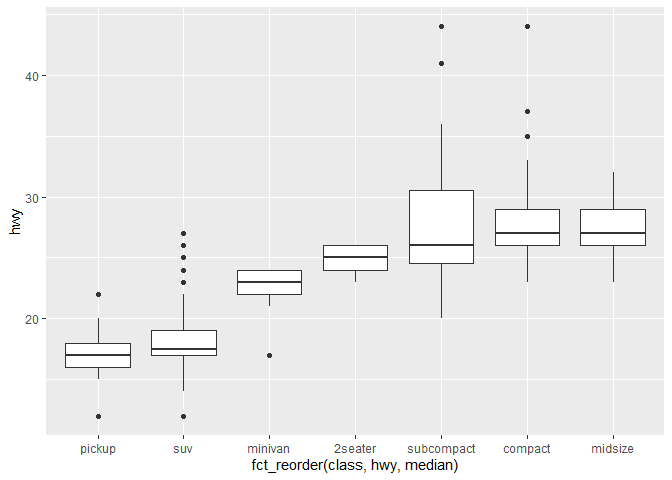 40
30
20
hwy
pickup suv minivan 2seater subcompact compact midsize
fct_reorder(class, hwy, median)